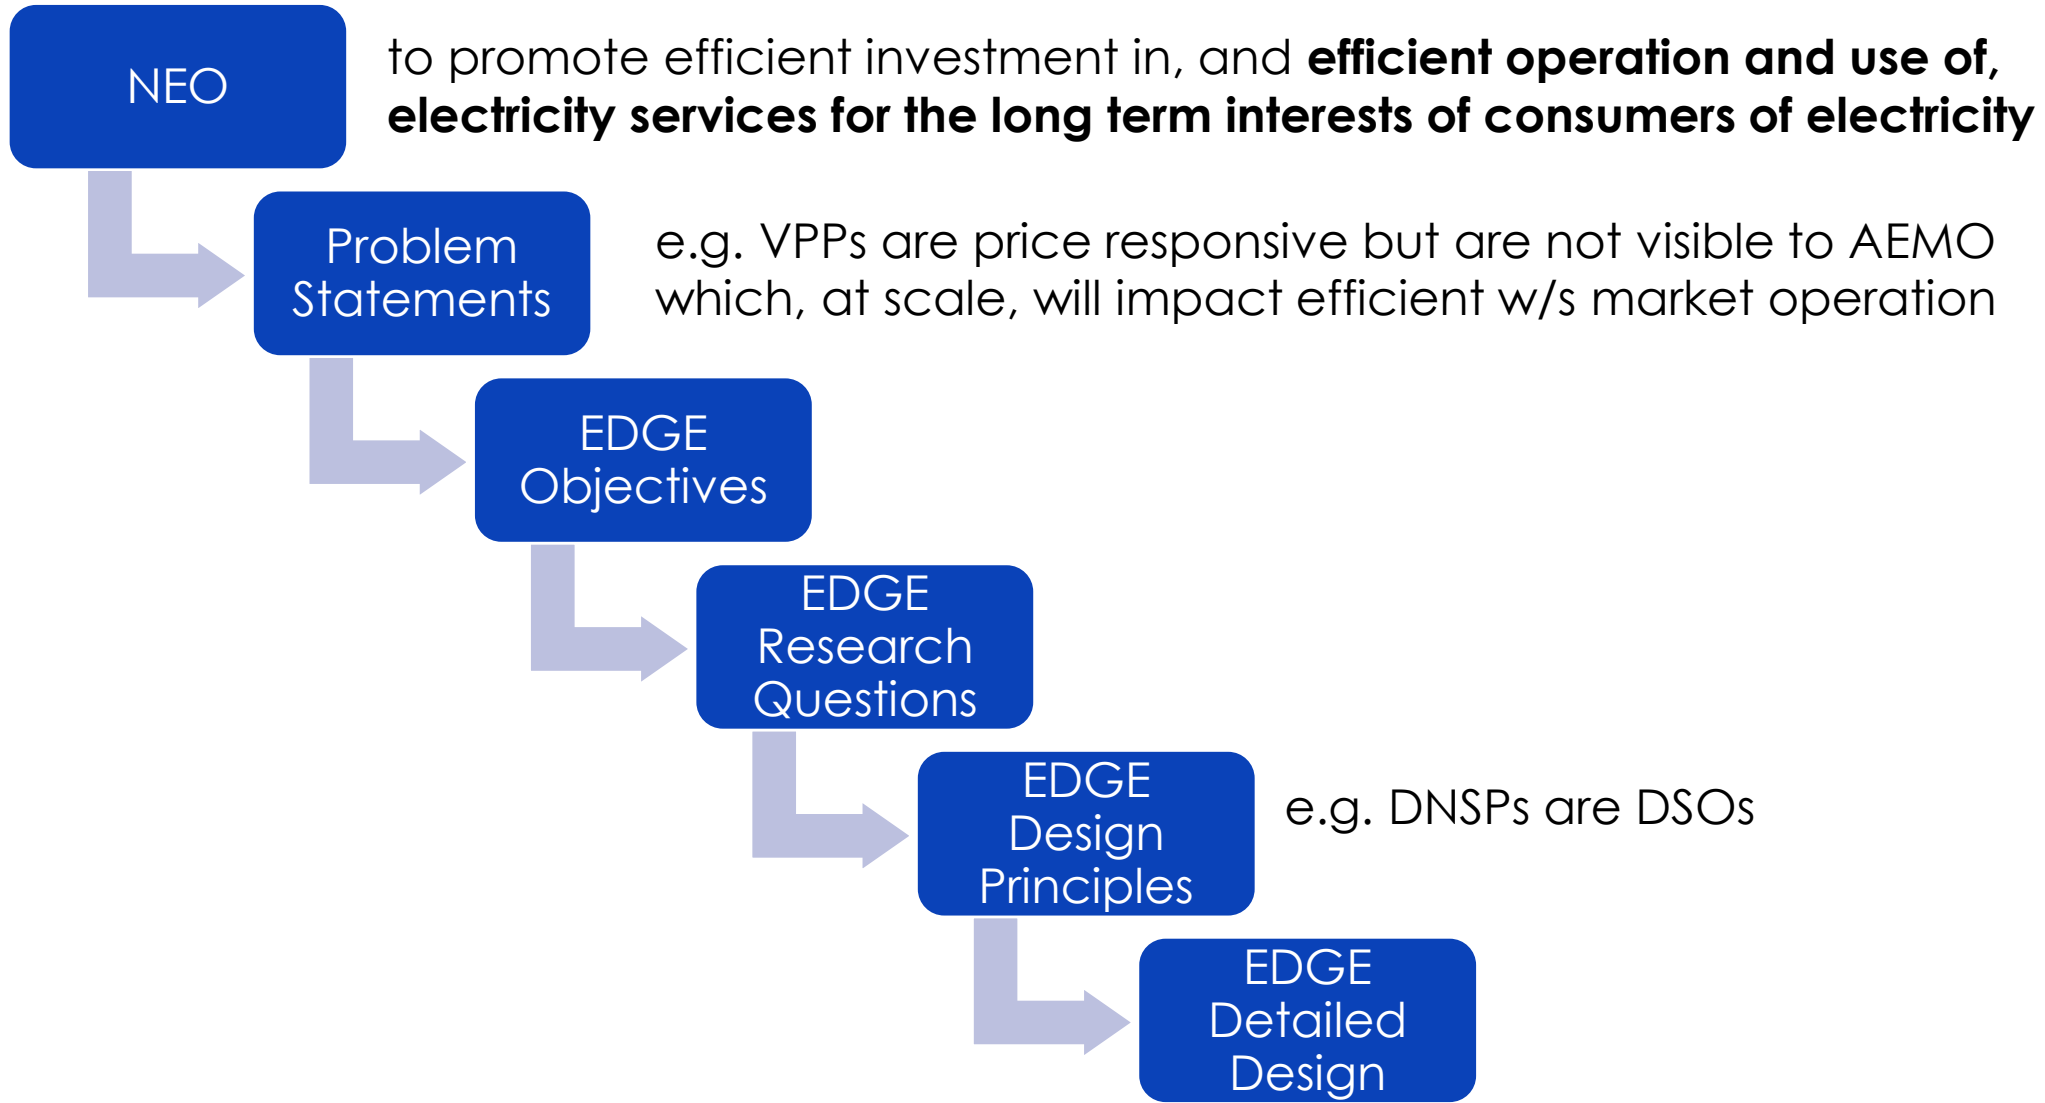 NEO
to promote efficient investment in, and efficient operation and use of,
electricity services for the long term interests of consumers of electricity
Problem
Statements
e.g. VPPs are price responsive but are not visible to AEMO
which, at scale, will impact efficient w/s market operation
EDGE
Objectives
EDGE
Research
Questions
EDGE
Design
Principles
e.g. DNSPs are DSOs
EDGE
Detailed
Design